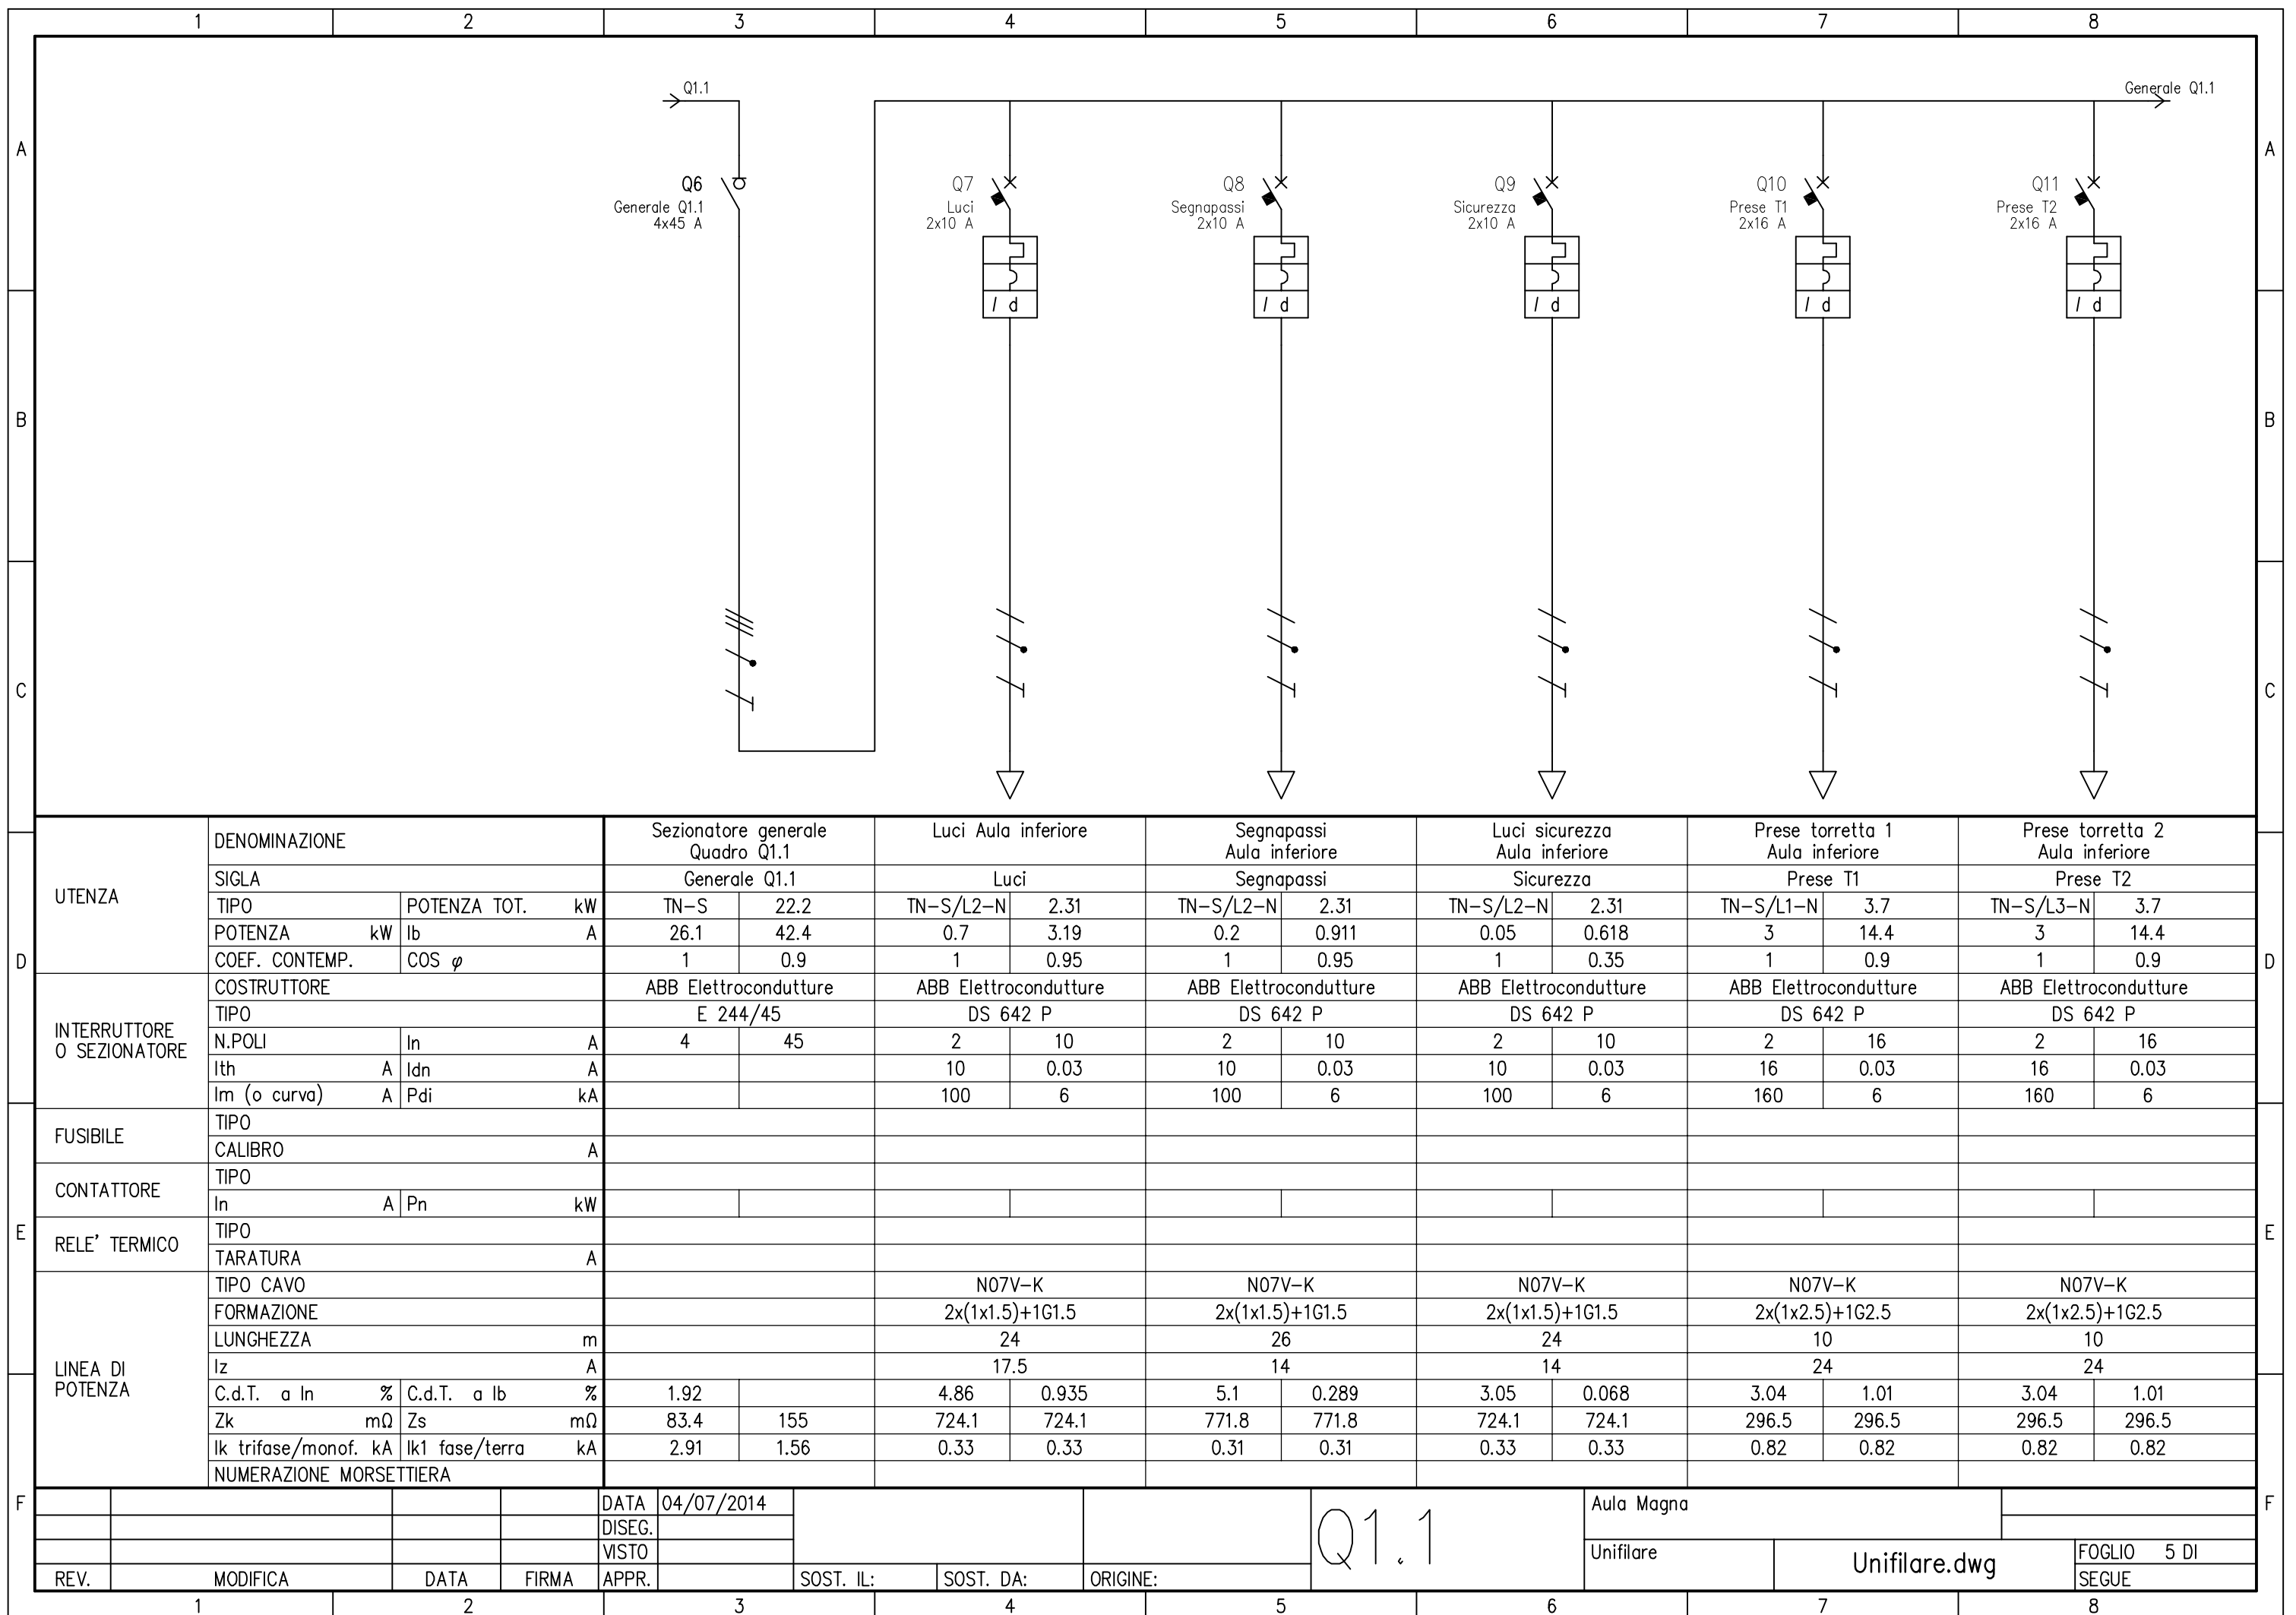 1 2 3 4 5 6 7 8
Q1.1
Generale Q1.1
A A
Q6
Generale Q1.1
4x45 A
Q7
Luci
2x10 A
Q8
Segnapassi
2x10 A
Q9
Sicurezza
2x10 A
Q10
Prese T1
2x16 A
Q11
Prese T2
2x16 A
I d I d I d I d I d
B B
C C
UTENZA
DENOMINAZIONE
Sezionatore generale
Quadro Q1.1
Luci Aula inferiore
Segnapassi
Aula inferiore
Luci sicurezza
Aula inferiore
Prese torretta 1
Aula inferiore
Prese torretta 2
Aula inferiore
SIGLA Generale Q1.1 Luci Segnapassi Sicurezza Prese T1 Prese T2
TIPO POTENZA TOT. kW TN-S 22.2 TN-S/L2-N 2.31 TN-S/L2-N 2.31 TN-S/L2-N 2.31 TN-S/L1-N 3.7 TN-S/L3-N 3.7
POTENZA kW Ib A 26.1 42.4 0.7 3.19 0.2 0.911 0.05 0.618 3 14.4 3 14.4
D COEF. CONTEMP. COS φ 1 0.9 1 0.95 1 0.95 1 0.35 1 0.9 1 0.9 D
INTERRUTTORE
O SEZIONATORE
COSTRUTTORE ABB Elettrocondutture ABB Elettrocondutture ABB Elettrocondutture ABB Elettrocondutture ABB Elettrocondutture ABB Elettrocondutture
TIPO E 244/45 DS 642 P DS 642 P DS 642 P DS 642 P DS 642 P
N.POLI In A 4 45 2 10 2 10 2 10 2 16 2 16
Ith A Idn A 10 0.03 10 0.03 10 0.03 16 0.03 16 0.03
Im (o curva) A Pdi kA 100 6 100 6 100 6 160 6 160 6
FUSIBILE
TIPO
CALIBRO A
CONTATTORE
TIPO
In A Pn kW
E E
RELE' TERMICO
TIPO
TARATURA A
LINEA DI
POTENZA
TIPO CAVO N07V-K N07V-K N07V-K N07V-K N07V-K
FORMAZIONE 2x(1x1.5)+1G1.5 2x(1x1.5)+1G1.5 2x(1x1.5)+1G1.5 2x(1x2.5)+1G2.5 2x(1x2.5)+1G2.5
LUNGHEZZA m 24 26 24 10 10
Iz A 17.5 14 14 24 24
C.d.T. a In % C.d.T. a Ib % 1.92 4.86 0.935 5.1 0.289 3.05 0.068 3.04 1.01 3.04 1.01
Zk mΩ Zs mΩ 83.4 155 724.1 724.1 771.8 771.8 724.1 724.1 296.5 296.5 296.5 296.5
Ik trifase/monof. kA Ik1 fase/terra kA 2.91 1.56 0.33 0.33 0.31 0.31 0.33 0.33 0.82 0.82 0.82 0.82
NUMERAZIONE MORSETTIERA
F F
DATA 04/07/2014
DISEG.
VISTO
REV. MODIFICA DATA FIRMA APPR. SOST. IL: SOST. DA: ORIGINE:
Q1.1
Aula Magna
Unifilare
Unifilare.dwg
FOGLIO 5 DI
SEGUE
1 2 3 4 5 6 7 8